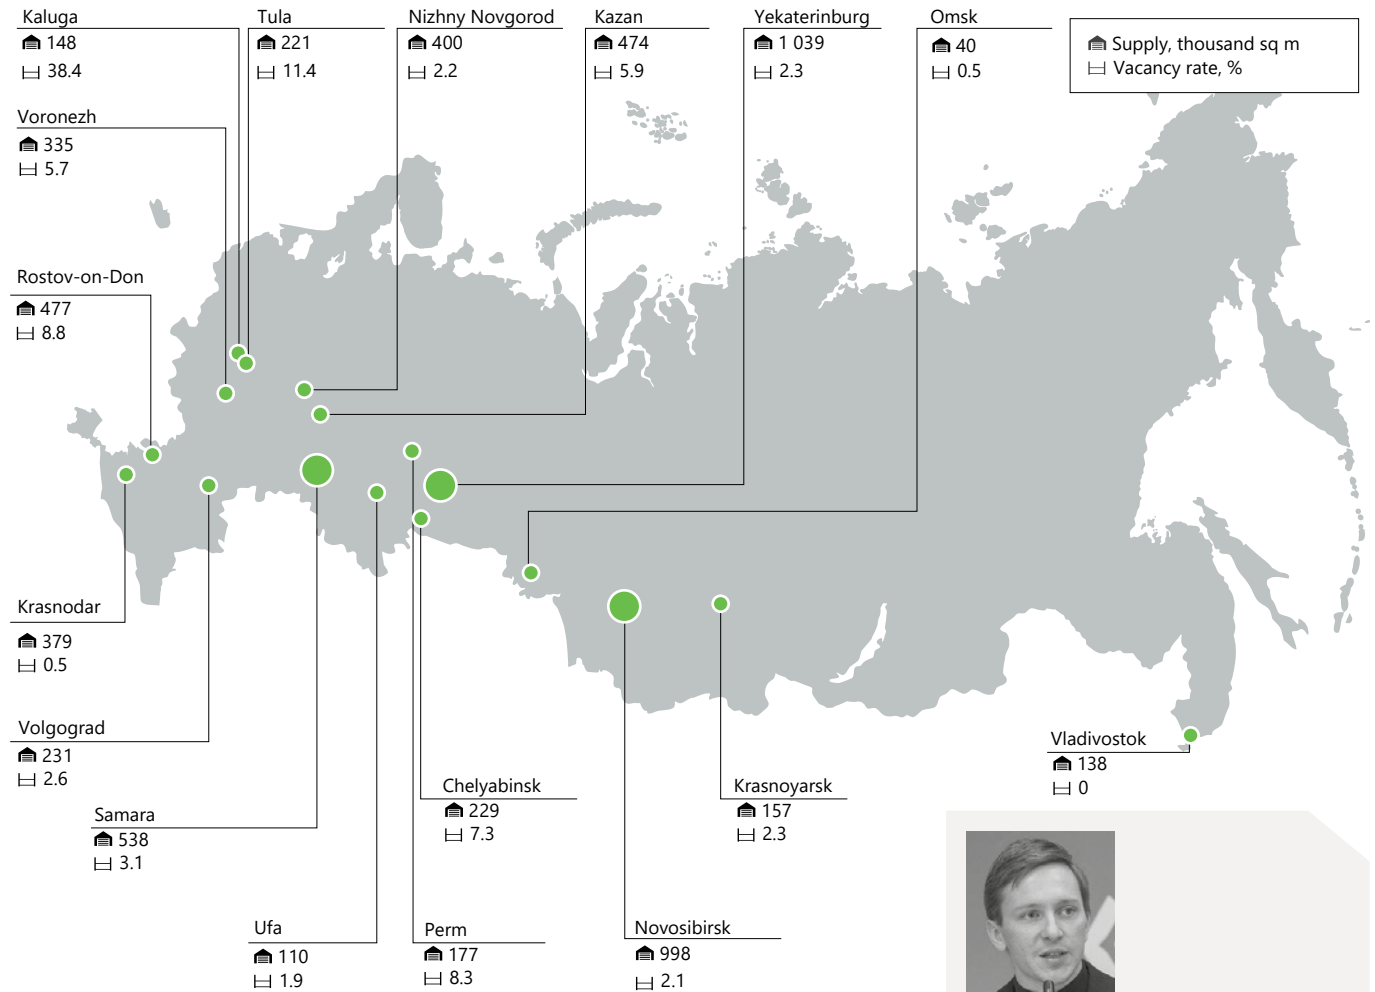 Kaluga
148
38.4
Tula
221
11.4
Nizhny Novgorod
400
2.2
Kazan
474
5.9
Yekaterinburg
1 039
2.3
Omsk
40
0.5
Supply, thousand sq m
Vacancy rate, %
Voronezh
335
5.7
Rostov-on-Don
477
8.8
Krasnodar
379
0.5
Volgograd
231
2.6
Samara
538
3.1
Chelyabinsk
229
7.3
Krasnoyarsk
157
2.3
Vladivostok
138
0
Ufa
110
1.9
Perm
177
8.3
Novosibirsk
998
2.1